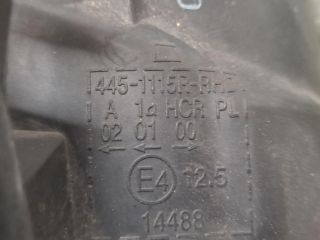 445-1115R-RHD
A 1a HCR PL
02 01 00
E4 12.5
14488